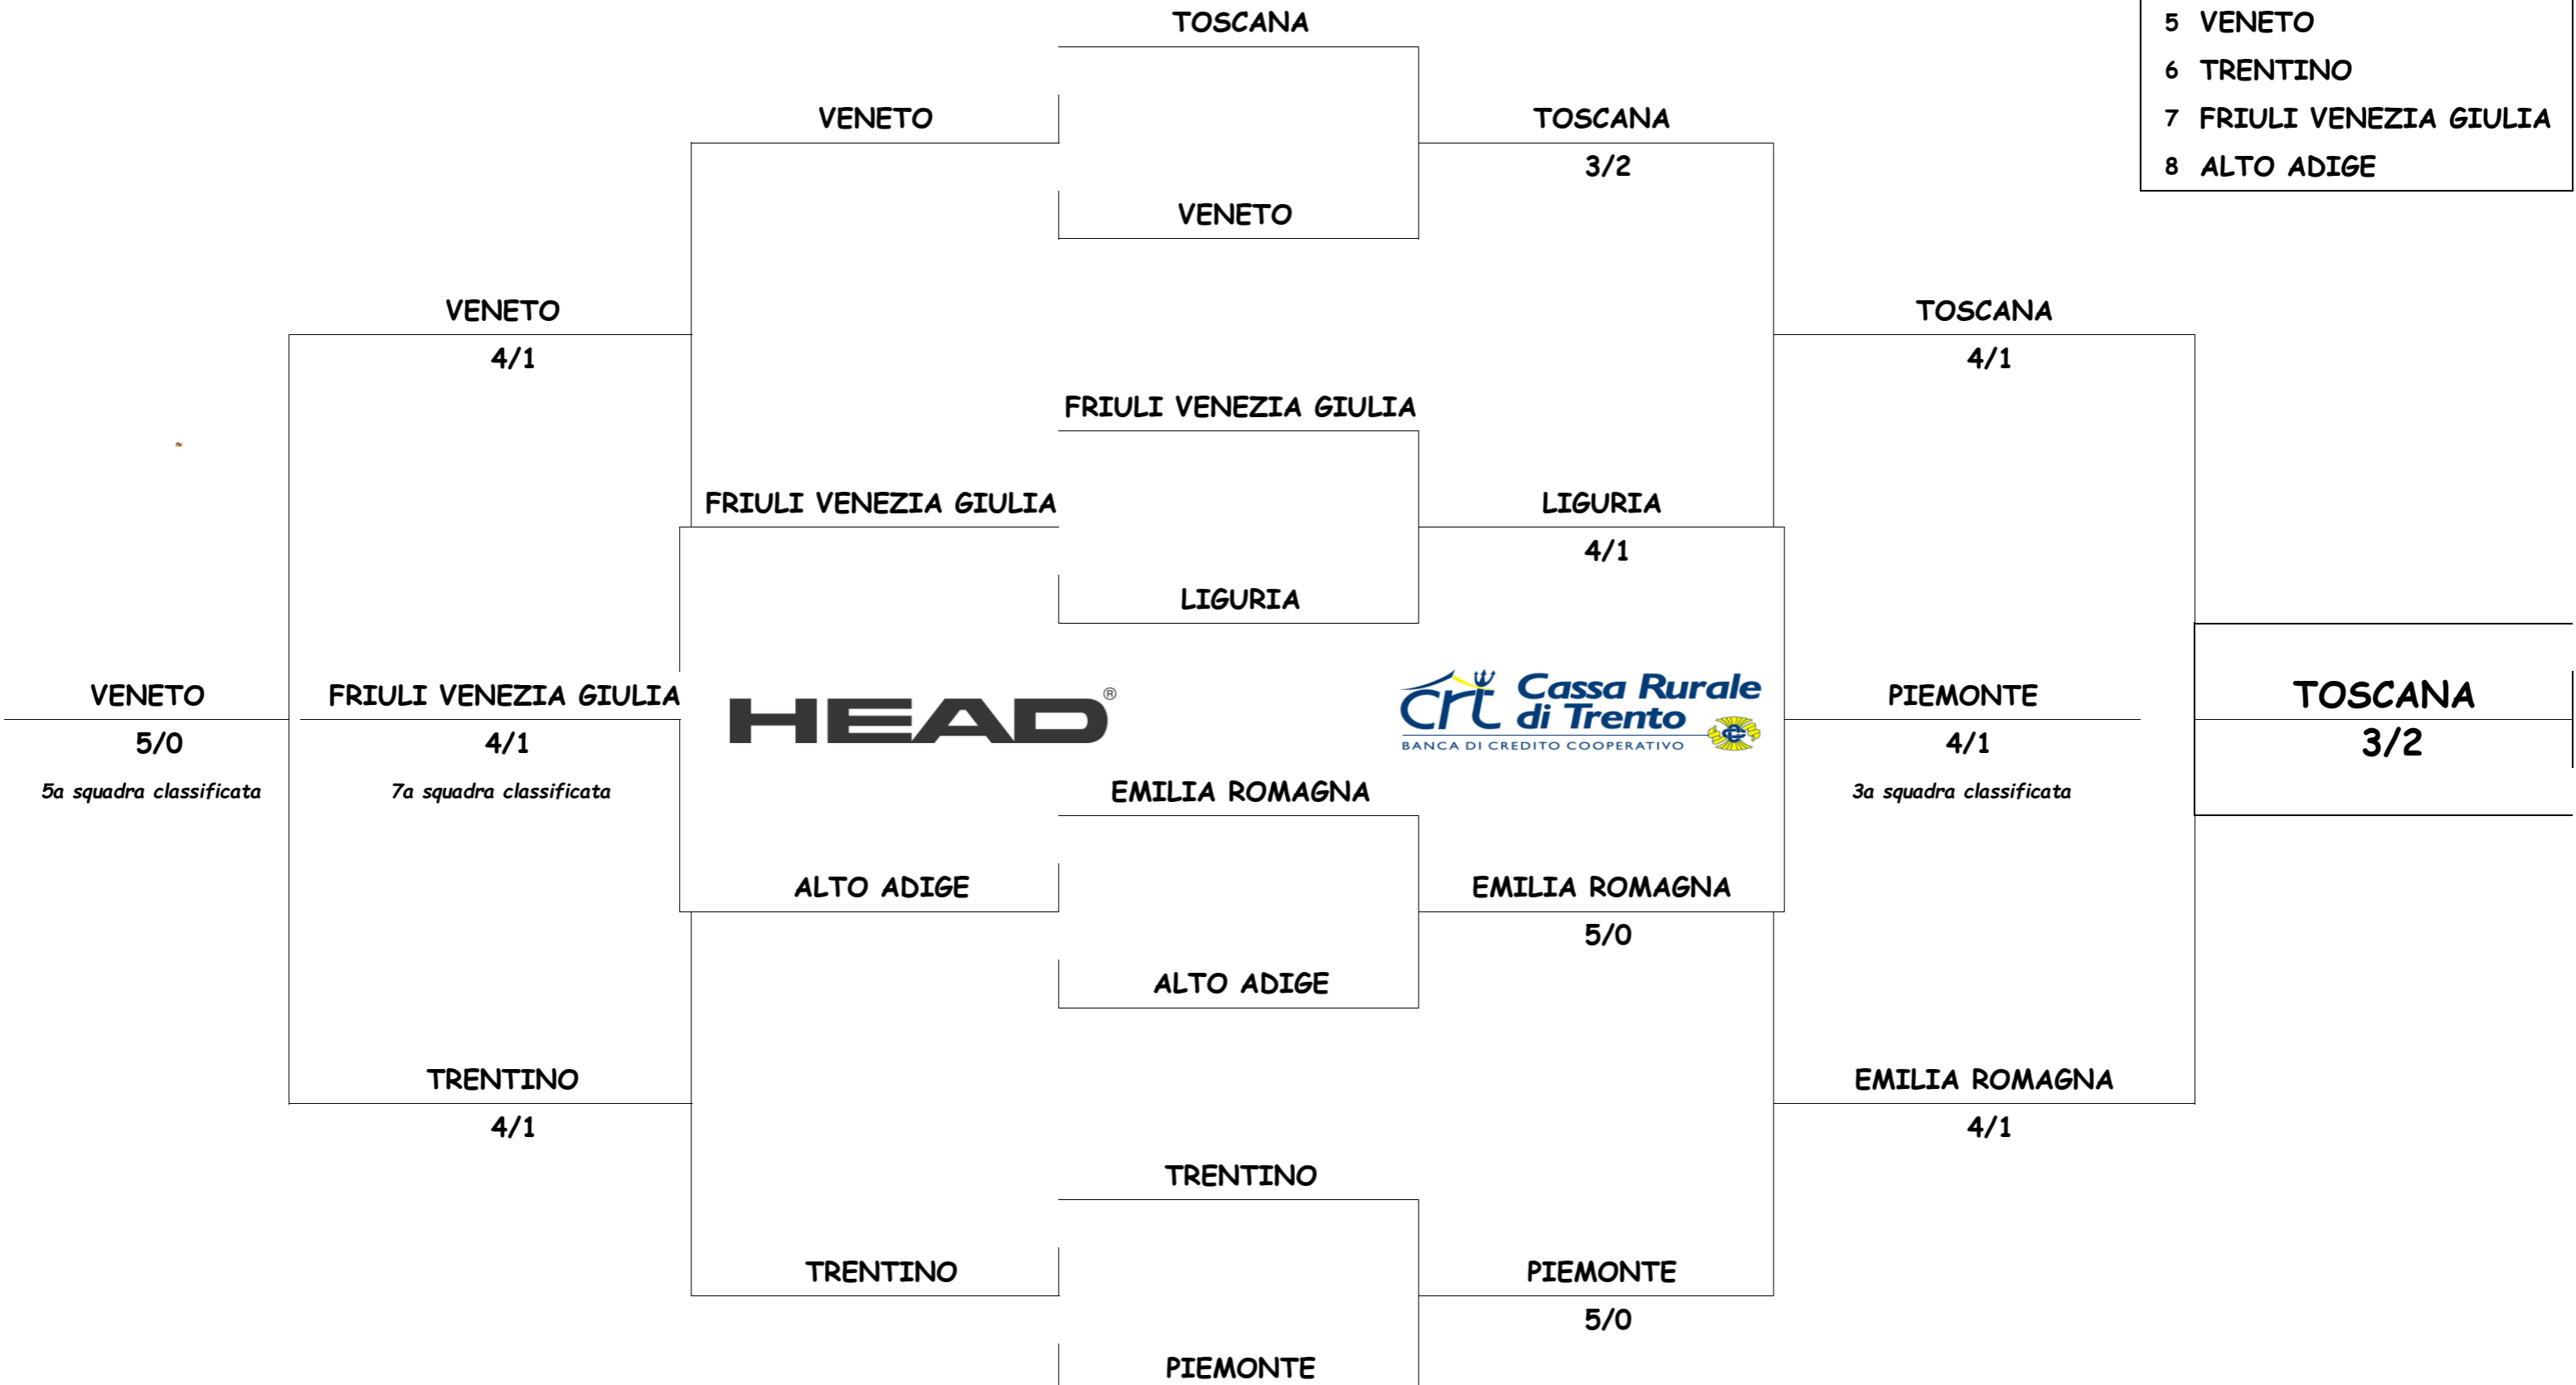 TOSCANA
5 VENETO
6 TRENTINO
VENETO
TOSCANA
7 FRIULI VENEZIA GIULIA
3/2
8 ALTO ADIGE
VENETO
VENETO
TOSCANA
4/1
4/1
FRIULI VENEZIA GIULIA
FRIULI VENEZIA GIULIA
LIGURIA
4/1
LIGURIA
VENETO
FRIULI VENEZIA GIULIA
HEAD®
crt Cassa Rurale
di Trento
BANCA DI CREDITO COOPERATIVO
PIEMONTE
TOSCANA
5/0
4/1
4/1
3/2
5a squadra classificata
7a squadra classificata
EMILIA ROMAGNA
3a squadra classificata
ALTO ADIGE
EMILIA ROMAGNA
5/0
ALTO ADIGE
TRENTINO
EMILIA ROMAGNA
4/1
4/1
TRENTINO
TRENTINO
PIEMONTE
5/0
PIEMONTE